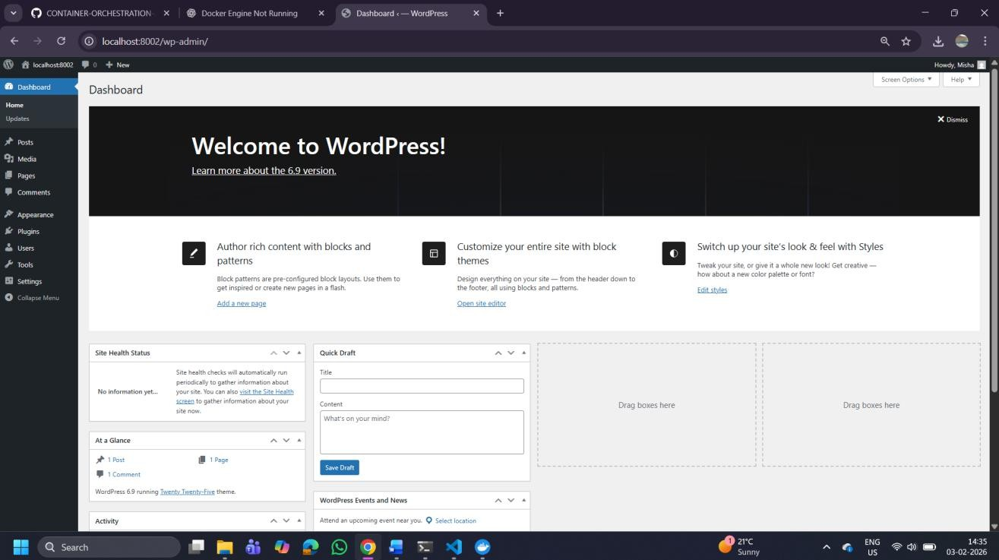 CONTAINER-ORCHESTRATION-
Docker Engine Not Running
Dashboard ‹ — WordPress
localhost:8002/wp-admin/
localhost:8002
0
New
Howdy, Misha
Dashboard
Home
Updates
Posts
Media
Pages
Comments
Appearance
Plugins
Users
Tools
Settings
Collapse Menu
Dashboard
Screen Options
Help
Dismiss
Welcome to WordPress!
Learn more about the 6.9 version.
Author rich content with blocks and
patterns
Block patterns are pre-configured block layouts. Use them to
get inspired or create new pages in a flash.
Add a new page
Customize your entire site with block
themes
Design everything on your site — from the header down to
the footer, all using blocks and patterns.
Open site editor
Switch up your site’s look & feel with Styles
Tweak your site, or give it a whole new look! Get creative —
how about a new color palette or font?
Edit styles
Site Health Status
No information yet...
Site health checks will automatically run
periodically to gather information about
your site. You can also visit the Site Health
screen to gather information about your
site now.
At a Glance
1 Post
1 Page
1 Comment
WordPress 6.9 running Twenty Twenty-Five theme.
Activity
Quick Draft
Title
Content
What's on your mind?
Save Draft
WordPress Events and News
Attend an upcoming event near you.
Select location
Drag boxes here
Drag boxes here
Search
1
21°C
Sunny
ENG
US
14:35
03-02-2026